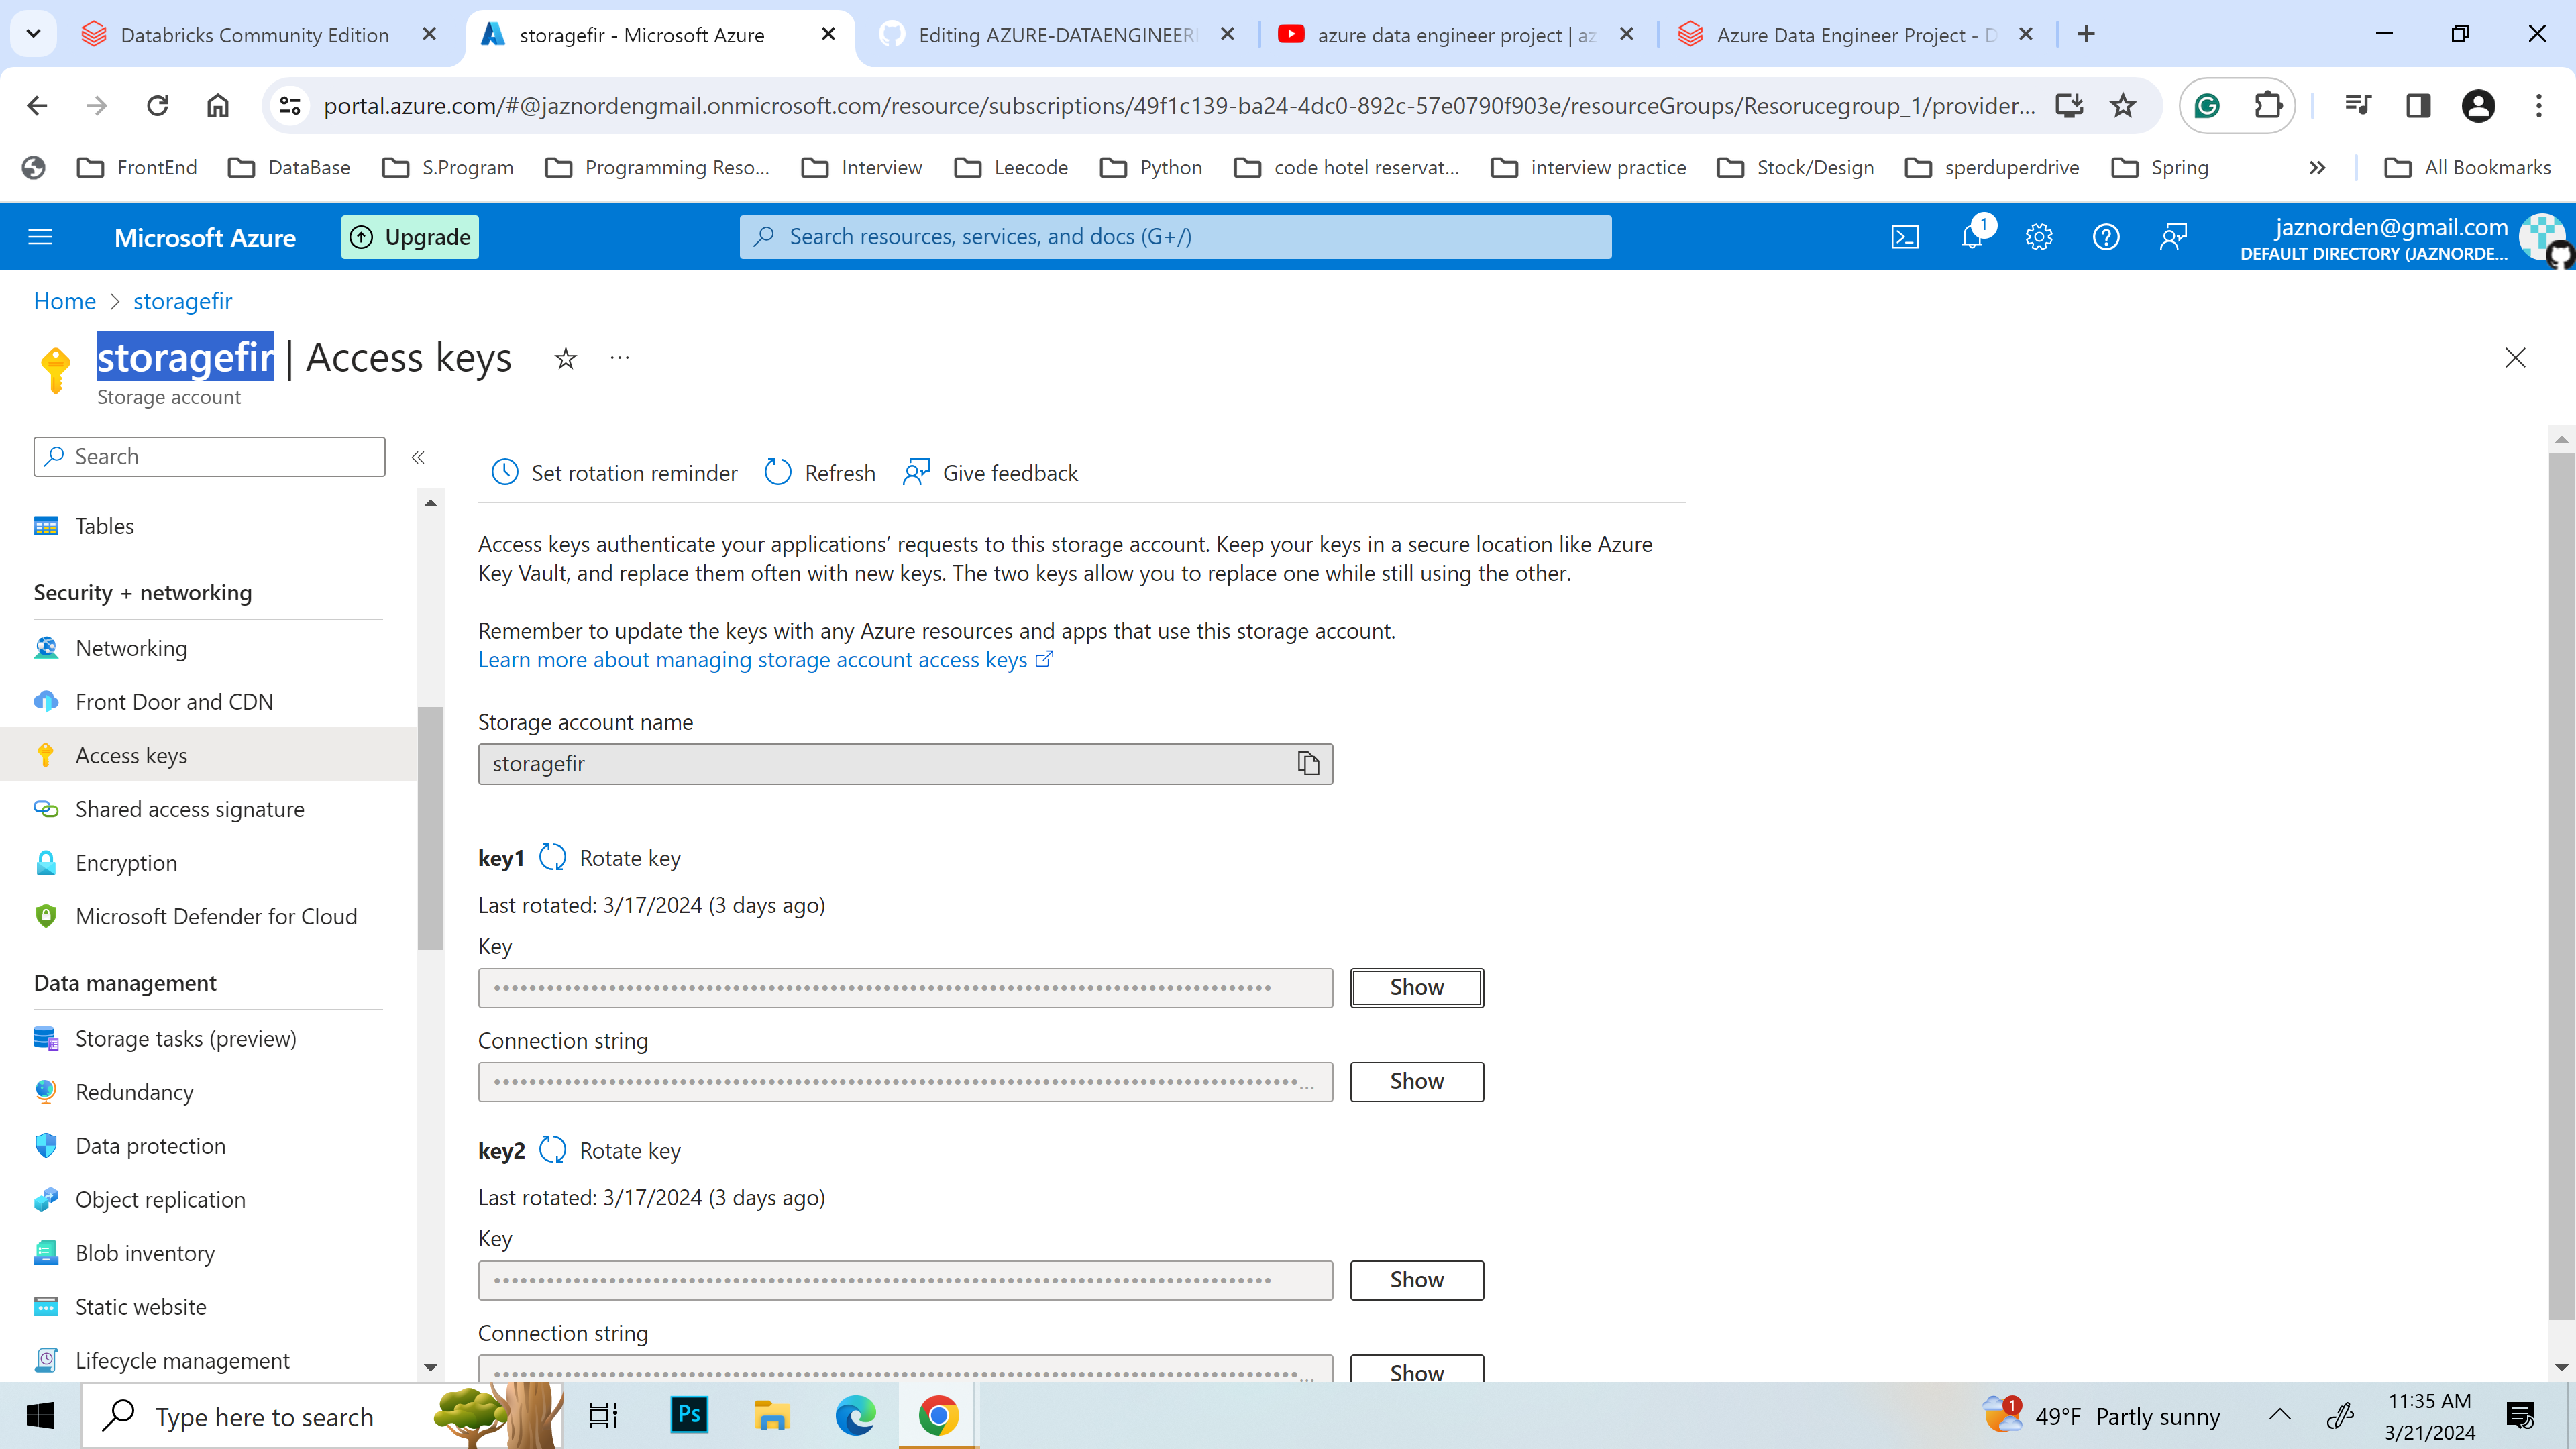 Databricks Community Edition
storagefir - Microsoft Azure
Editing AZURE-DATAENGINEERI
azure data engineer project | az
Azure Data Engineer Project - D
portal.azure.com/#@jaznordengmail.onmicrosoft.com/resource/subscriptions/49f1c139-ba24-4dc0-892c-57e0790f903e/resourceGroups/Resorucegroup_1/provider...
FrontEnd
DataBase
S.Program
Programming Reso...
Interview
Leecode
Python
code hotel reservat...
interview practice
Stock/Design
sperduperdrive
Spring
»
All Bookmarks
Microsoft Azure
Upgrade
Search resources, services, and docs (G+/)
1
jaznorden@gmail.com
DEFAULT DIRECTORY (JAZNORDE...
Home > storagefir
storagefir | Access keys
Storage account
Search
Tables
Security + networking
Networking
Front Door and CDN
Access keys
Shared access signature
Encryption
Microsoft Defender for Cloud
Data management
Storage tasks (preview)
Redundancy
Data protection
Object replication
Blob inventory
Static website
Lifecycle management
Set rotation reminder
Refresh
Give feedback
Access keys authenticate your applications’ requests to this storage account. Keep your keys in a secure location like Azure
Key Vault, and replace them often with new keys. The two keys allow you to replace one while still using the other.
Remember to update the keys with any Azure resources and apps that use this storage account.
Learn more about managing storage account access keys
Storage account name
storagefir
key1 Rotate key
Last rotated: 3/17/2024 (3 days ago)
Key
Show
Connection string
Show
key2 Rotate key
Last rotated: 3/17/2024 (3 days ago)
Key
Show
Connection string
Show
Type here to search
Ps
1
49°F Partly sunny
11:35 AM
3/21/2024